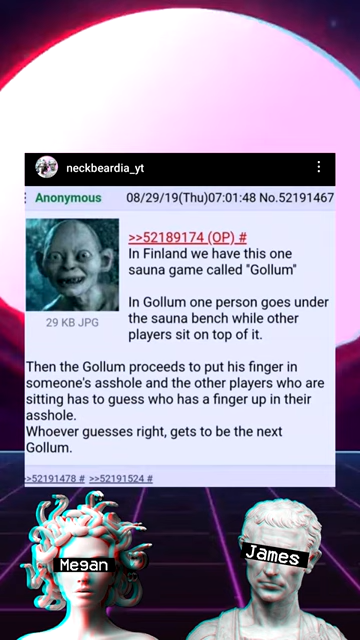 neckbeardia_yt
Anonymous 08/29/19(Thu)07:01:48 No.52191467
>>52189174 (OP) #
In Finland we have this one
sauna game called "Gollum"
In Gollum one person goes under
the sauna bench while other
players sit on top of it.
29 KB JPG
Then the Gollum proceeds to put his finger in
someone's asshole and the other players who are
sitting has to guess who has a finger up in their
asshole.
Whoever guesses right, gets to be the next
Gollum.
>>52191478 # >>52191524 #
Megan
James